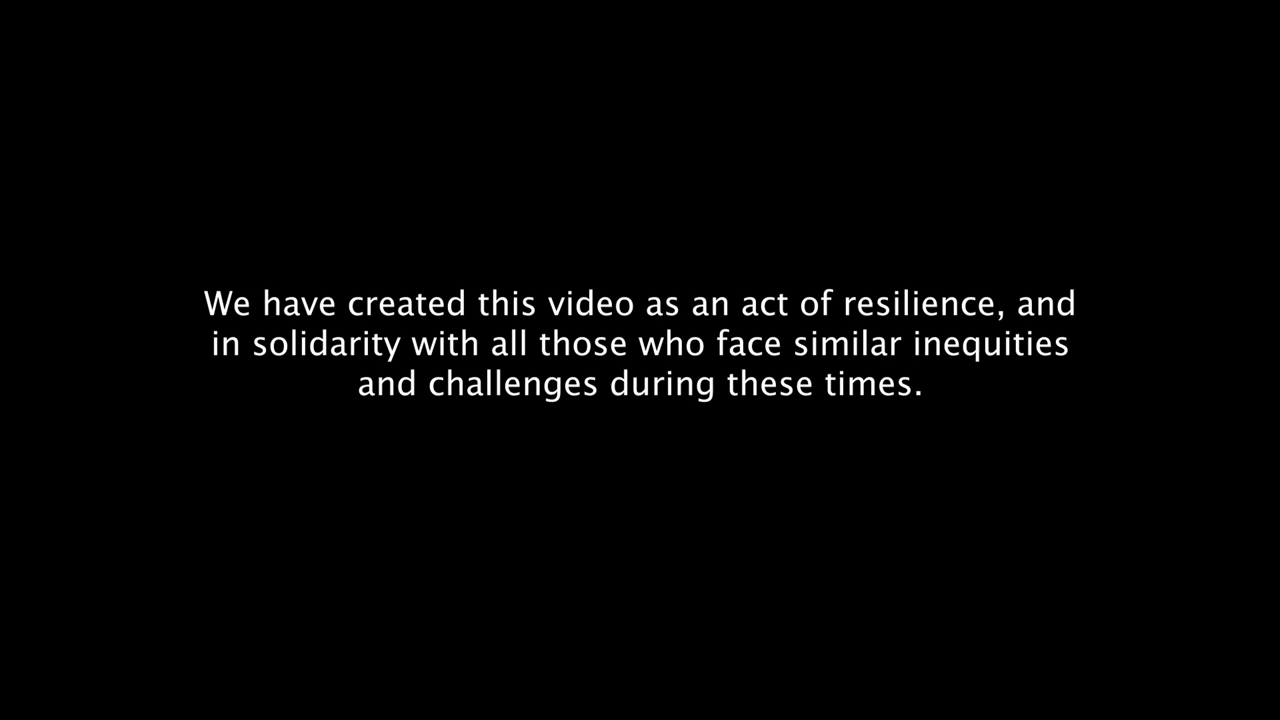 We have created this video as an act of resilience, and
in solidarity with all those who face similar inequities
and challenges during these times.